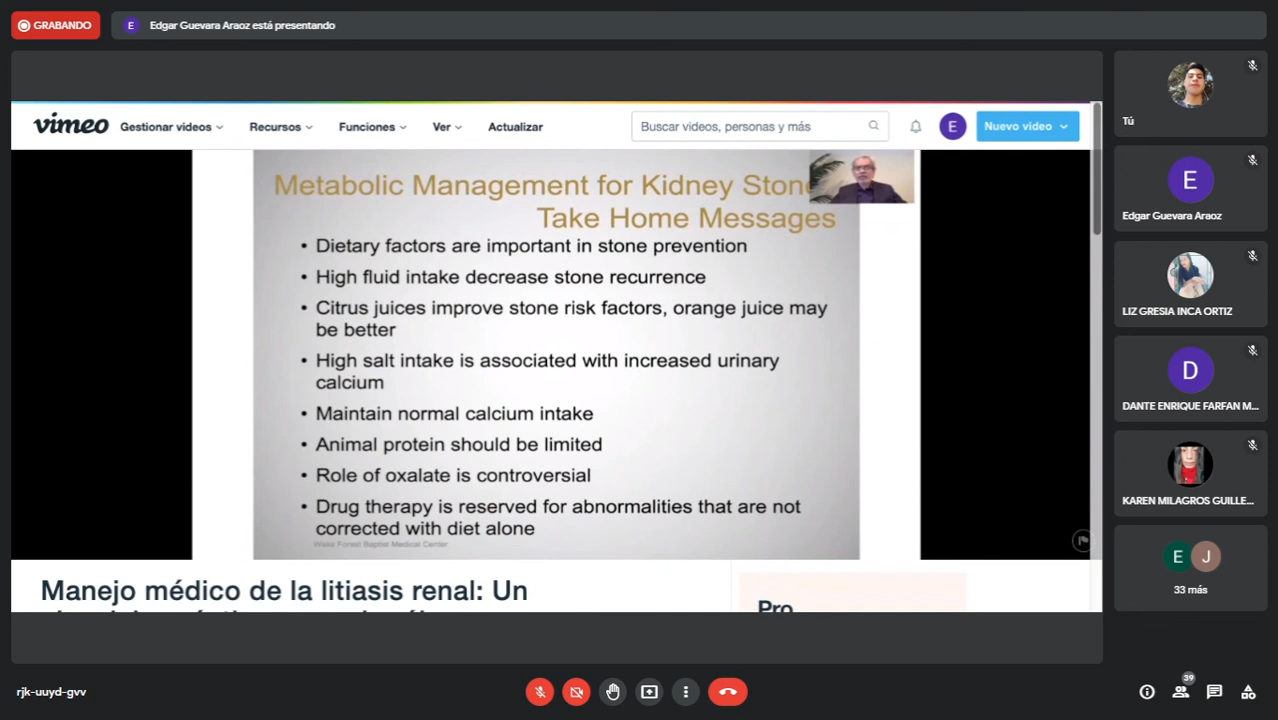 GRABANDO
E
Edgar Guevara Araoz está presentando
vimeo
Gestionar videos
Recursos
Funciones
Ver
Actualizar
Buscar videos, personas y más
E
Nuevo video
Metabolic Management for Kidney Stone
Take Home Messages
• Dietary factors are important in stone prevention
• High fluid intake decrease stone recurrence
• Citrus juices improve stone risk factors, orange juice may
be better
• High salt intake is associated with increased urinary
calcium
• Maintain normal calcium intake
• Animal protein should be limited
• Role of oxalate is controversial
• Drug therapy is reserved for abnormalities that are not
corrected with diet alone
Wake Forest Baptist Medical Center
Manejo médico de la litiasis renal: Un
Pro
Tú
E
Edgar Guevara Araoz
LIZ GRESIA INCA ORTIZ
D
DANTE ENRIQUE FARFAN M...
KAREN MILAGROS GUILLE...
E J
33 más
rjk-uuyd-gvv
39